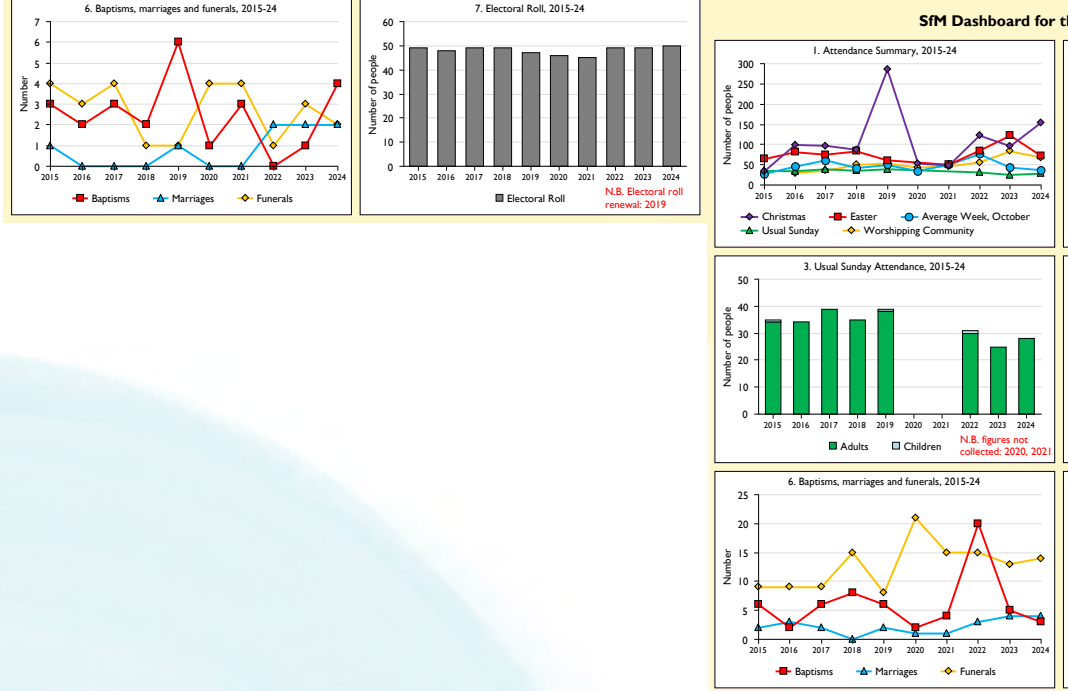 6. Baptisms, marriages and funerals, 2015-24
7
6
5
4
3
2
1
0
Number
2015 2016 2017 2018 2019 2020 2021 2022 2023 2024
Baptisms Marriages Funerals
7. Electoral Roll, 2015-24
60
50
40
30
20
10
0
Number of people
2015 2016 2017 2018 2019 2020 2021 2022 2023 2024
Electoral Roll
N.B. Electoral roll
renewal: 2019
SfM Dashboard for th
1. Attendance Summary, 2015-24
300
250
200
150
100
50
0
Number of people
2015 2016 2017 2018 2019 2020 2021 2022 2023 2024
Christmas Easter Average Week, October
Usual Sunday Worshipping Community
3. Usual Sunday Attendance, 2015-24
50
40
30
20
10
0
Number of people
2015 2016 2017 2018 2019 2020 2021 2022 2023 2024
Adults Children
N.B. figures not
collected: 2020, 2021
6. Baptisms, marriages and funerals, 2015-24
25
20
15
10
5
0
Number
2015 2016 2017 2018 2019 2020 2021 2022 2023 2024
Baptisms Marriages Funerals